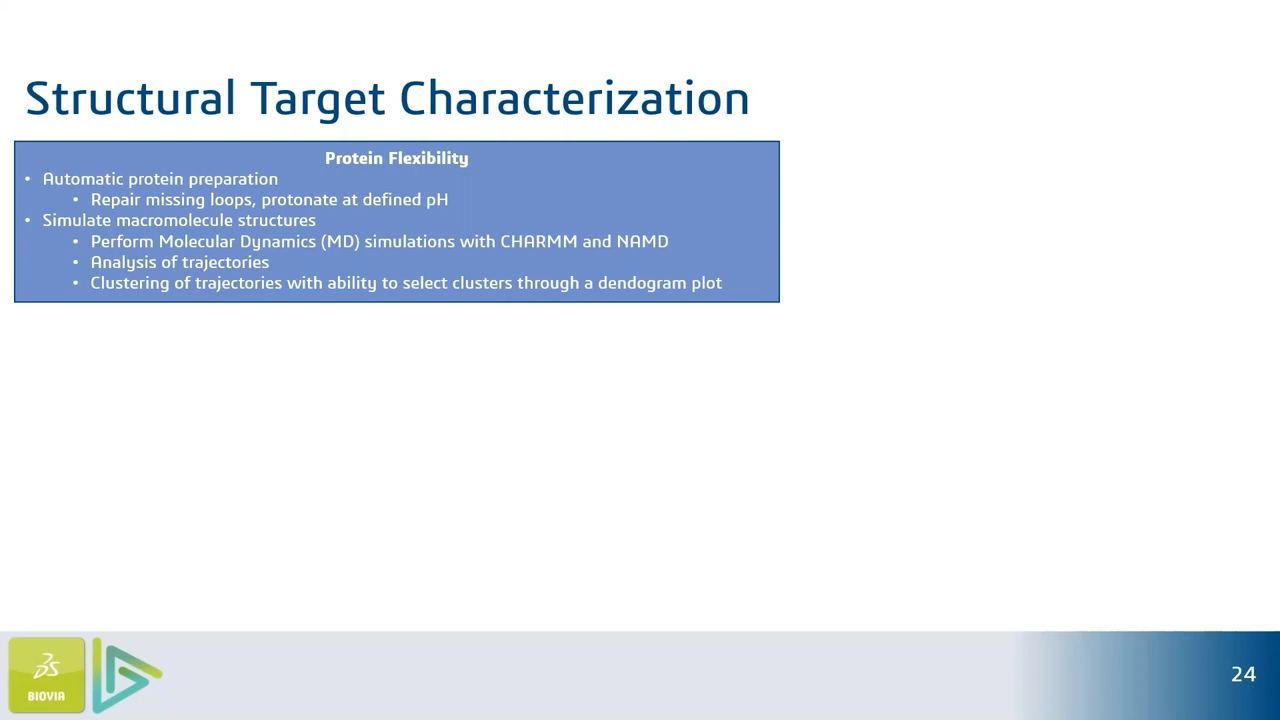 Structural Target Characterization
Protein Flexibility
• Automatic protein preparation
• Repair missing loops, protonate at defined pH
• Simulate macromolecule structures
• Perform Molecular Dynamics (MD) simulations with CHARMM and NAMD
• Analysis of trajectories
• Clustering of trajectories with ability to select clusters through a dendogram plot
3DS
BIOVIA
24